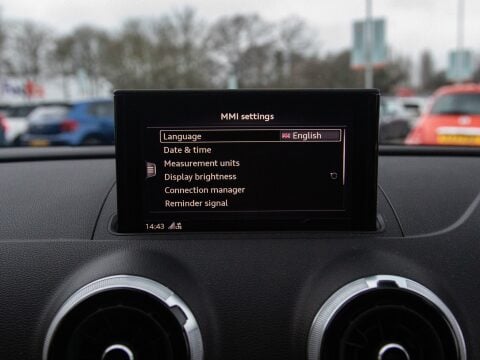 MMI settings
Language English
Date & time
Measurement units
Display brightness
Connection manager
Reminder signal
14:43